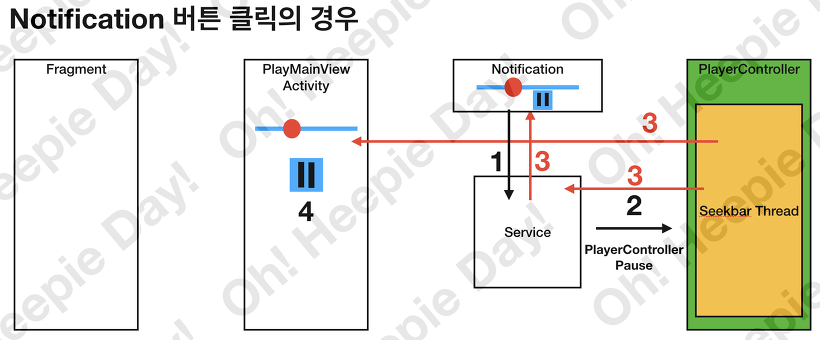 Notification 버튼 클릭의 경우
Fragment
PlayMainView
Activity
Notification
PlayerController
3
1
3
3
4
2
Service
Seekbar Thread
PlayerController
Pause
Oh! Heepie Day!